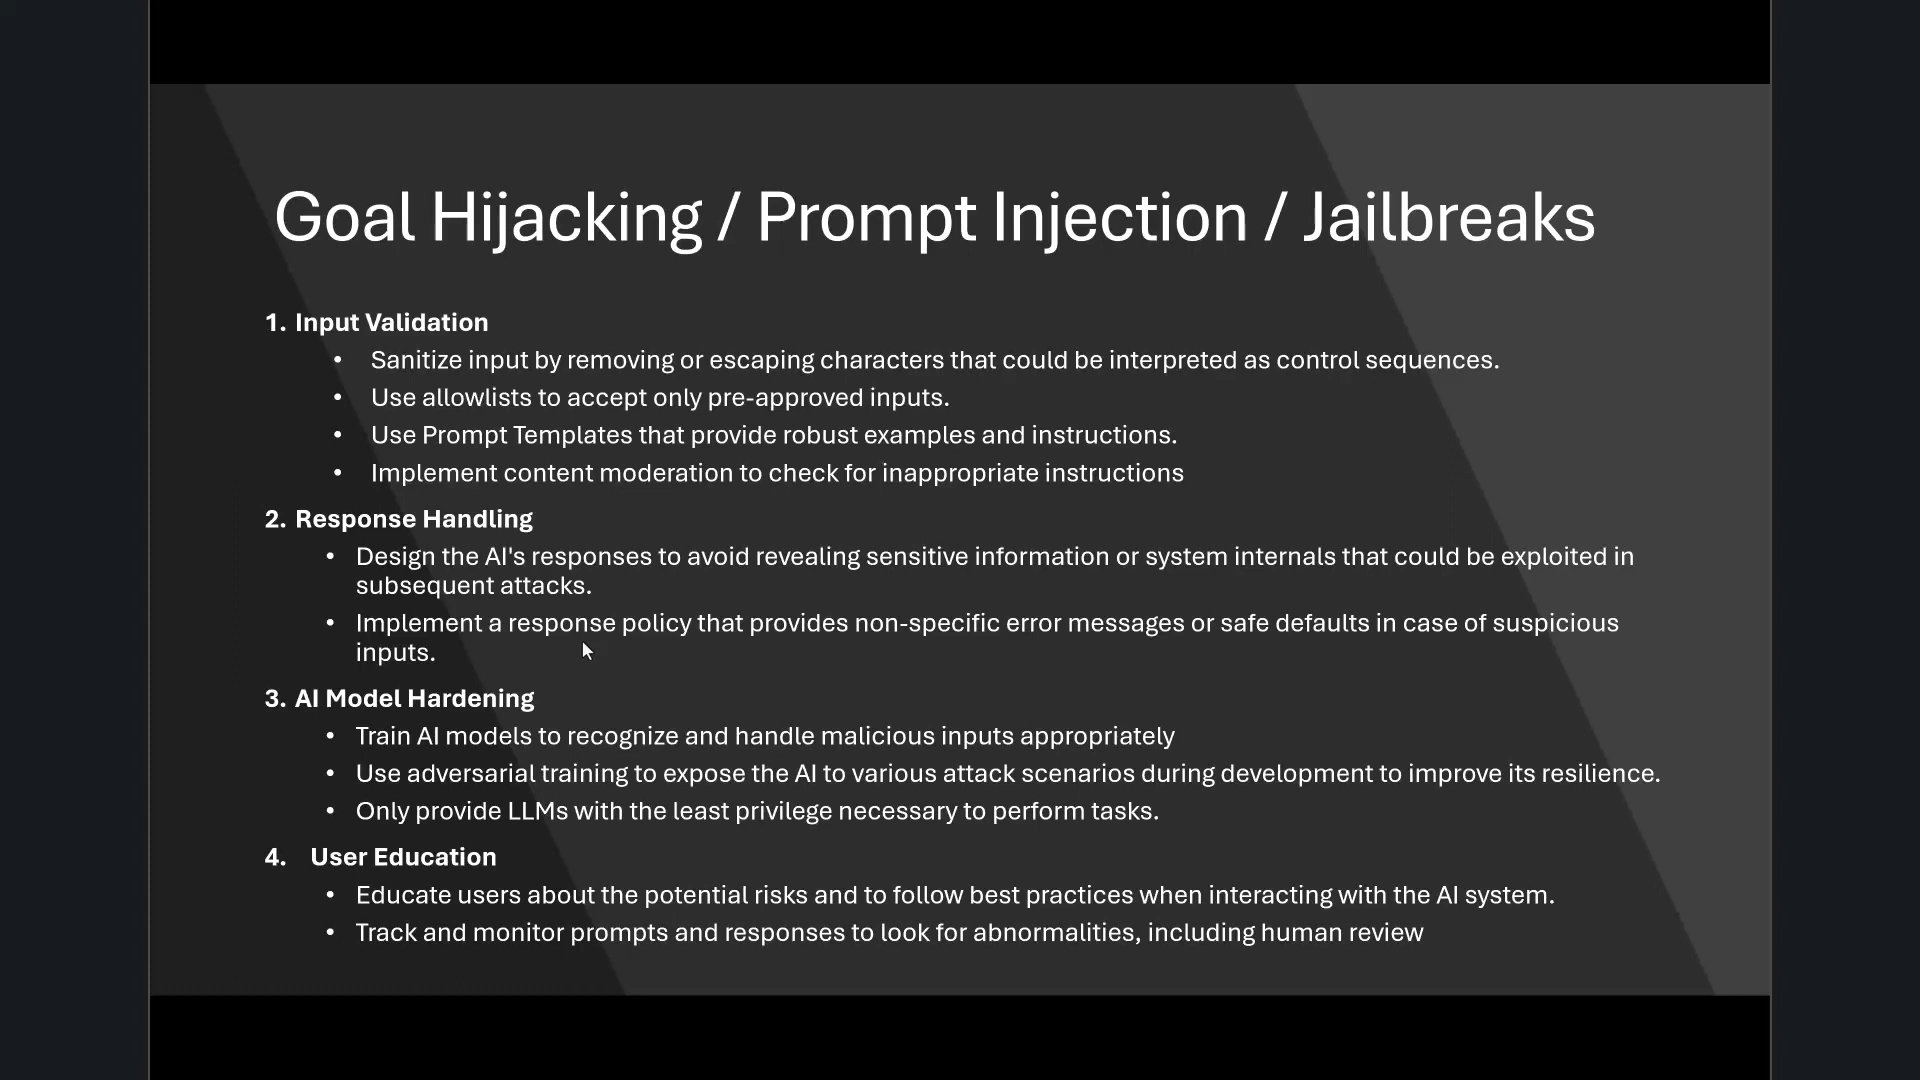 Goal Hijacking / Prompt Injection / Jailbreaks
1. Input Validation
• Sanitize input by removing or escaping characters that could be interpreted as control sequences.
• Use allowlists to accept only pre-approved inputs.
• Use Prompt Templates that provide robust examples and instructions.
• Implement content moderation to check for inappropriate instructions
2. Response Handling
• Design the AI's responses to avoid revealing sensitive information or system internals that could be exploited in
subsequent attacks.
• Implement a response policy that provides non-specific error messages or safe defaults in case of suspicious
inputs.
3. AI Model Hardening
• Train AI models to recognize and handle malicious inputs appropriately
• Use adversarial training to expose the AI to various attack scenarios during development to improve its resilience.
• Only provide LLMs with the least privilege necessary to perform tasks.
4. User Education
• Educate users about the potential risks and to follow best practices when interacting with the AI system.
• Track and monitor prompts and responses to look for abnormalities, including human review